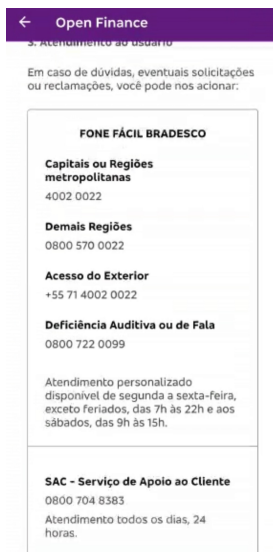 ← Open Finance
3. Atendimento ao usuário
Em caso de dúvidas, eventuais solicitações
ou reclamações, você pode nos acionar:
FONE FÁCIL BRADESCO
Capitais ou Regiões
metropolitanas
4002 0022
Demais Regiões
0800 570 0022
Acesso do Exterior
+55 71 4002 0022
Deficiência Auditiva ou de Fala
0800 722 0099
Atendimento personalizado
disponível de segunda a sexta-feira,
exceto feriados, das 7h às 22h e aos
sábados, das 9h às 15h.
SAC - Serviço de Apoio ao Cliente
0800 704 8383
Atendimento todos os dias, 24
horas.